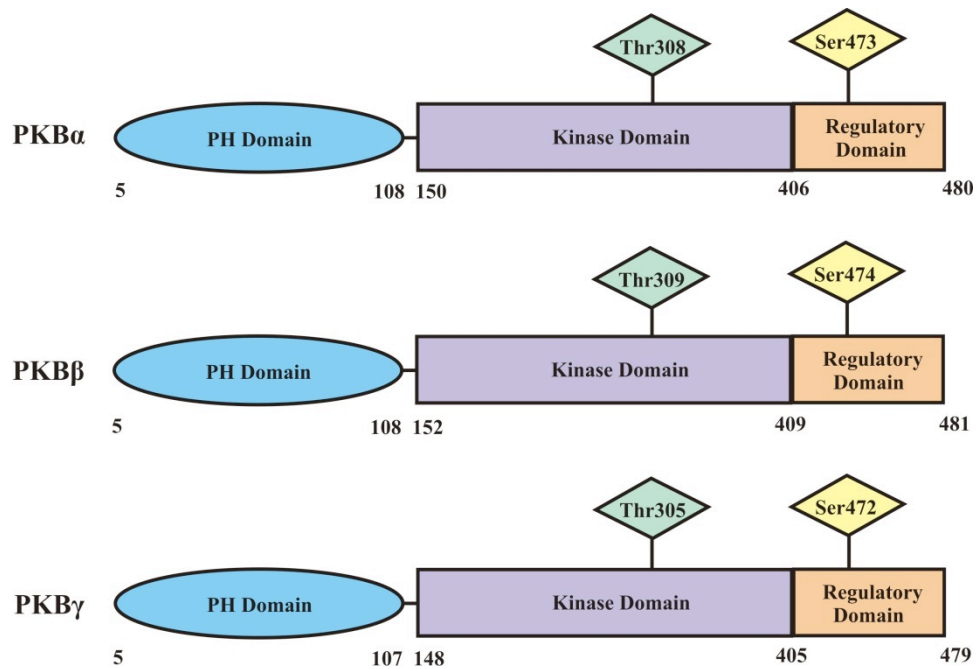 Thr308
Ser473
PKBα
PH Domain
Kinase Domain
Regulatory
Domain
5
108
150
406
480
Thr309
Ser474
PKBβ
PH Domain
Kinase Domain
Regulatory
Domain
5
108
152
409
481
Thr305
Ser472
PKBγ
PH Domain
Kinase Domain
Regulatory
Domain
5
107
148
405
479